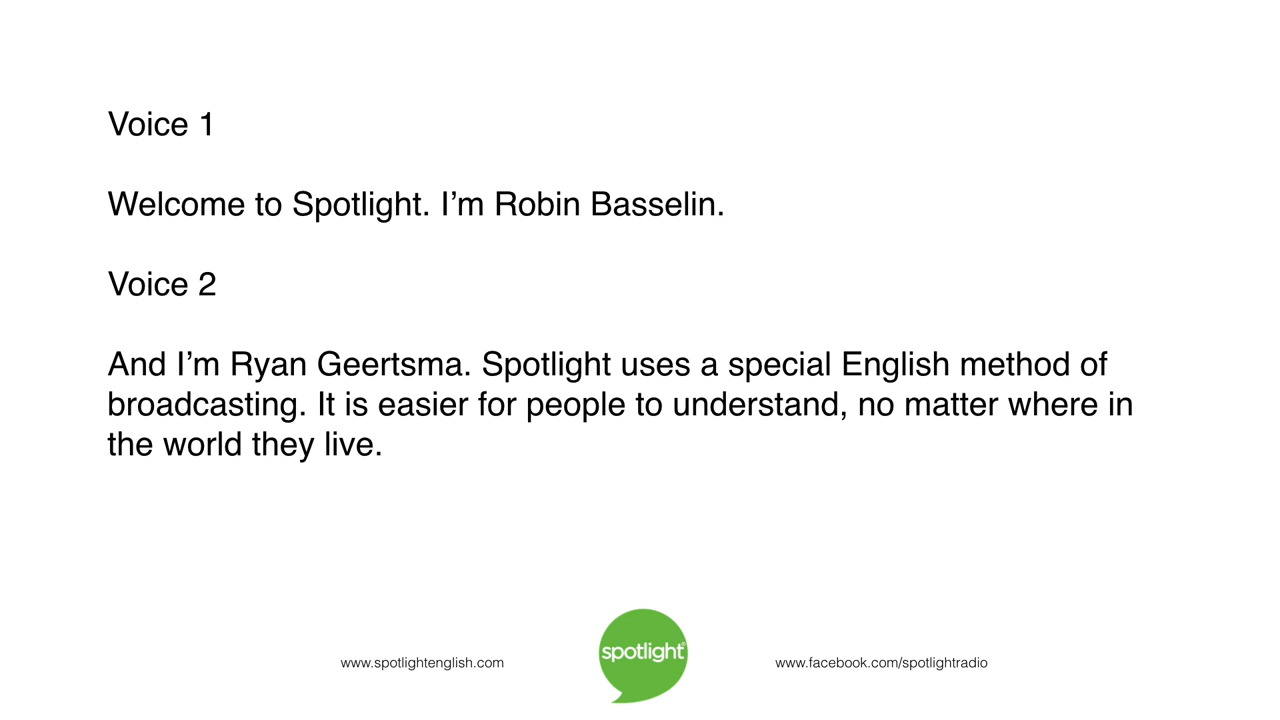 Voice 1
Welcome to Spotlight. I’m Robin Basselin.
Voice 2
And I’m Ryan Geertsma. Spotlight uses a special English method of
broadcasting. It is easier for people to understand, no matter where in
the world they live.
www.spotlightenglish.com
spotlight®
www.facebook.com/spotlightradio